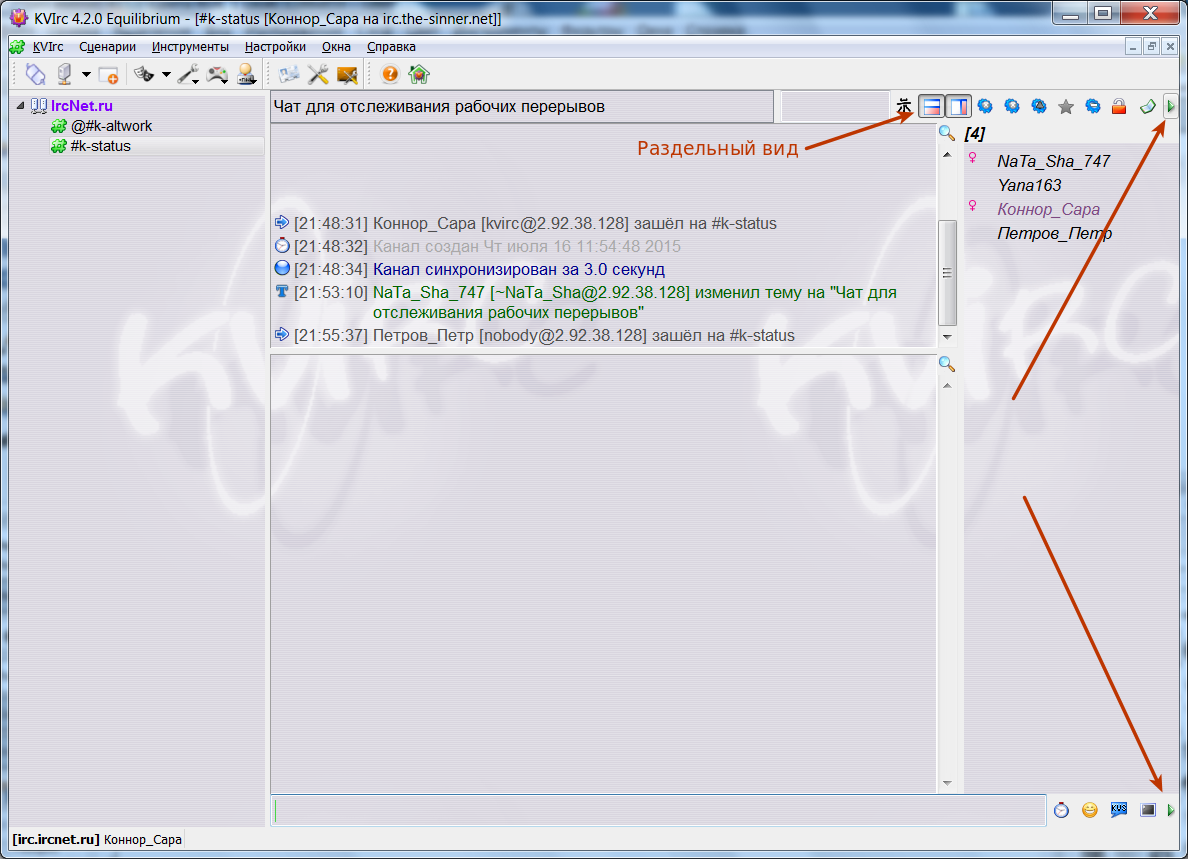 KVIrc 4.2.0 Equilibrium - [#k-status [Коннор_Сара на irc.the-sinner.net]]
KVIrc Сценарии Инструменты Настройки Окна Справка
IrcNet.ru
@#k-altwork
#k-status
Чат для отслеживания рабочих перерывов
Раздельный вид
[4]
NaTa_Sha_747
Yana163
Коннор_Сара
Петров_Петр
[21:48:31] Коннор_Сара [kvirc@2.92.38.128] зашёл на #k-status
[21:48:32] Канал создан Чт июля 16 11:54:48 2015
[21:48:34] Канал синхронизирован за 3.0 секунд
[21:53:10] NaTa_Sha_747 [~NaTa_Sha@2.92.38.128] изменил тему на "Чат для
отслеживания рабочих перерывов"
[21:55:37] Петров_Петр [nobody@2.92.38.128] зашёл на #k-status
KVIrc
KVIrc
KVS
[irc.ircnet.ru] Коннор_Сара